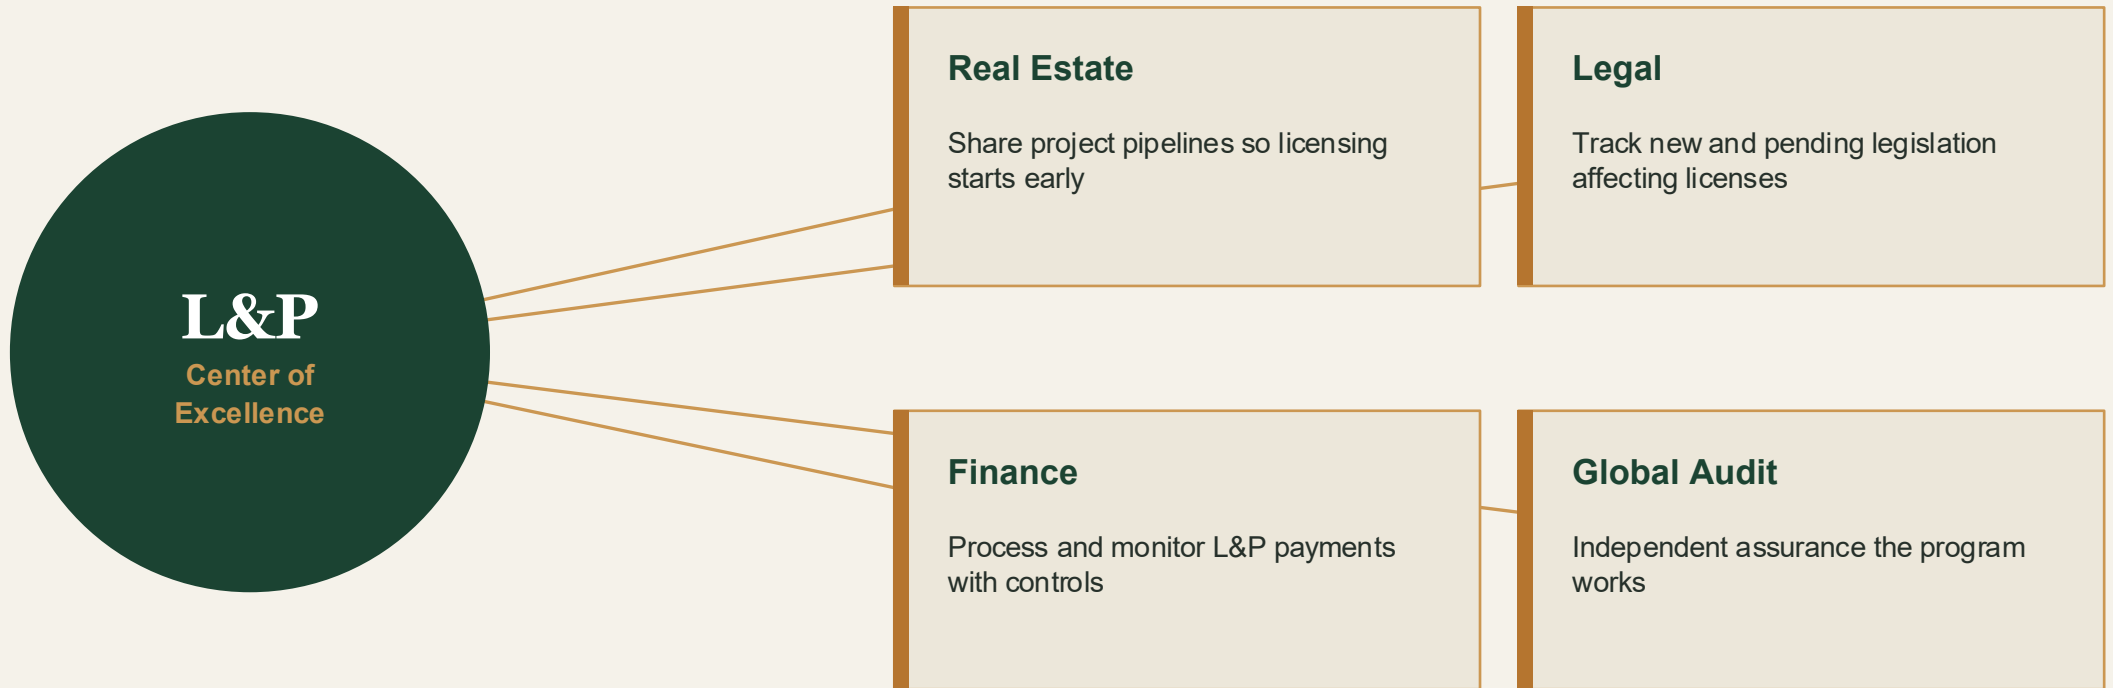 L&P
Center of
Excellence
Real Estate
Share project pipelines so licensing
starts early
Legal
Track new and pending legislation
affecting licenses
Finance
Process and monitor L&P payments
with controls
Global Audit
Independent assurance the program
works